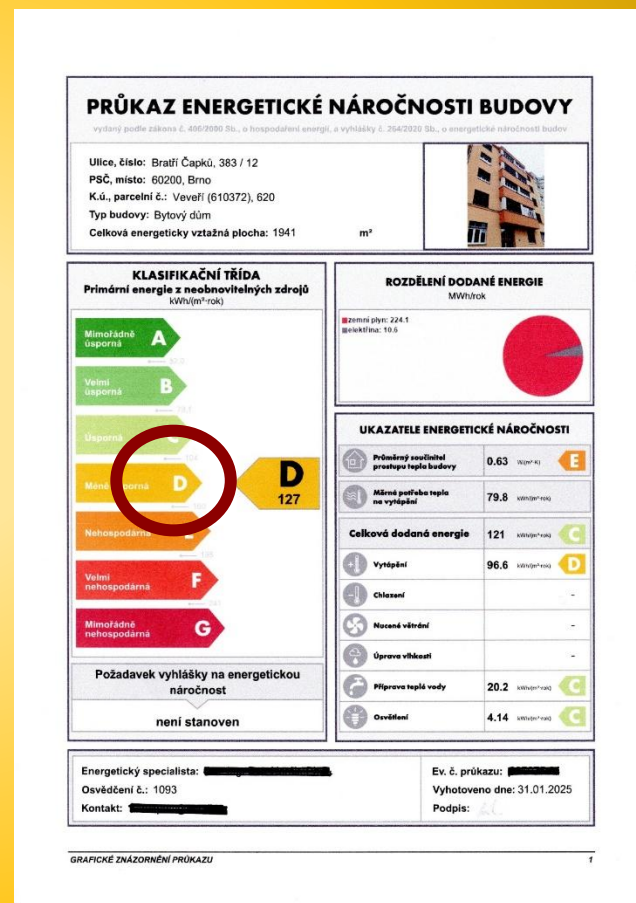 PRŮKAZ ENERGETICKÉ NÁROČNOSTI BUDOVY
vydaný podle zákona č. 406/2000 Sb., o hospodaření energií, a vyhlášky č. 264/2020 Sb., o energetické náročnosti budov
Ulice, číslo: Bratří Čapků, 383 / 12
PSČ, místo: 60200, Brno
K.ú., parcelní č.: Veveří (610372), 620
Typ budovy: Bytový dům
Celková energeticky vztažná plocha: 1941 m²
KLASIFIKAČNÍ TŘÍDA
Primární energie z neobnovitelných zdrojů
kWh/(m²·rok)
Mimořádně úsporná A
Velmi úsporná B
Úsporná
Méně D
Nehospodárná
Velmi nehospodárná F
Mimořádně nehospodárná G
D
127
Požadavek vyhlášky na energetickou
náročnost
není stanoven
ROZDĚLENÍ DODANÉ ENERGIE
MWh/rok
zemní plyn: 224.1
elektřina: 10.6
UKAZATELE ENERGETICKÉ NÁROČNOSTI
Průměrný součinitel
prostupu tepla budovy 0.63 W/(m²·K) E
Měrná potřeba tepla
na vytápění 79.8 kWh/(m²·rok)
Celková dodaná energie 121 kWh/(m²·rok) C
Vytápění 96.6 kWh/(m²·rok) D
Chlazení -
Nucené větrání -
Úprava vlhkosti -
Příprava teplé vody 20.2 kWh/(m²·rok) C
Osvětlení 4.14 kWh/(m²·rok) C
Energetický specialista:
Osvědčení č.: 1093
Kontakt:
Ev. č. průkazu:
Vyhotoveno dne: 31.01.2025
Podpis:
GRAFICKÉ ZNÁZORNĚNÍ PRŮKAZU 1